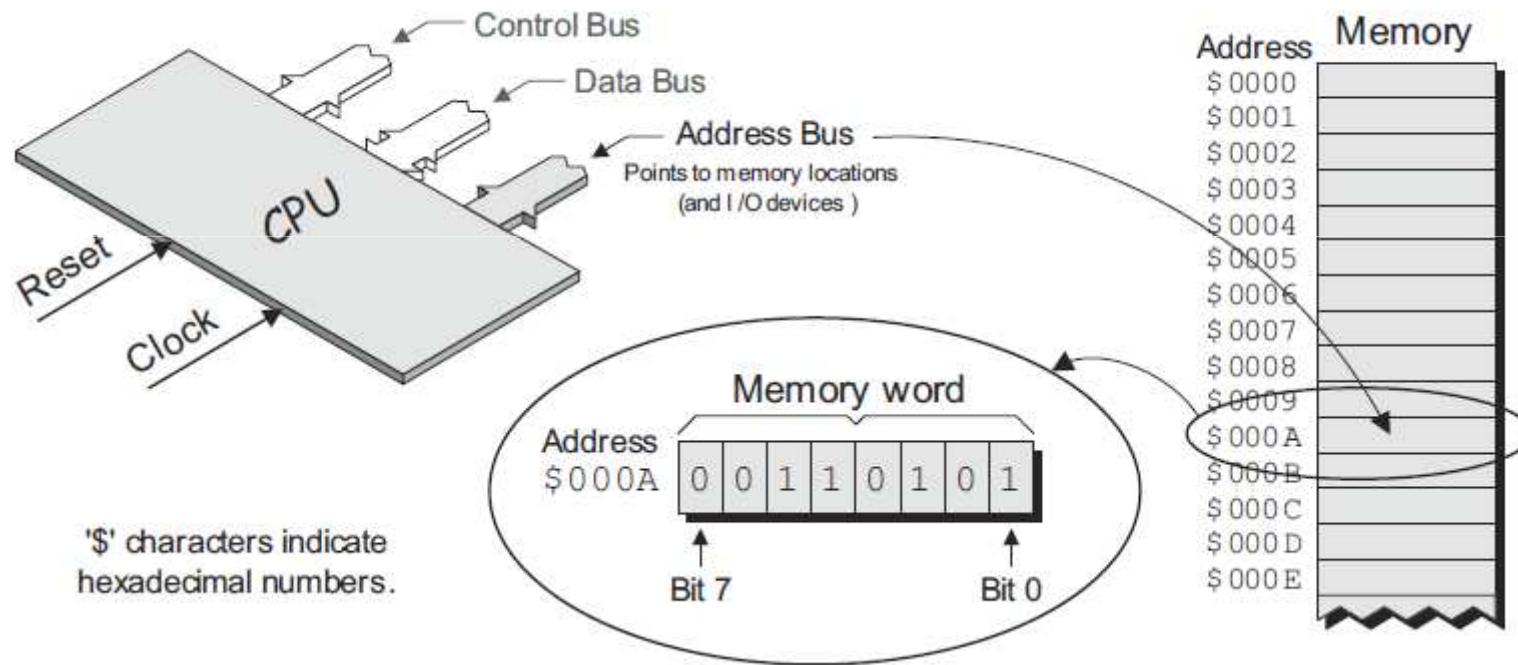 Control Bus
Data Bus
Address Bus
Points to memory locations
(and I/O devices)
CPU
Reset
Clock
Address
Memory
$0000
$0001
$0002
$0003
$0004
$0005
$0006
$0007
$0008
$0009
$000A
$000B
$000C
$000D
$000E
Memory word
Address
$000A 0 0 1 1 0 1 0 1
Bit 7 Bit 0
'$' characters indicate
hexadecimal numbers.